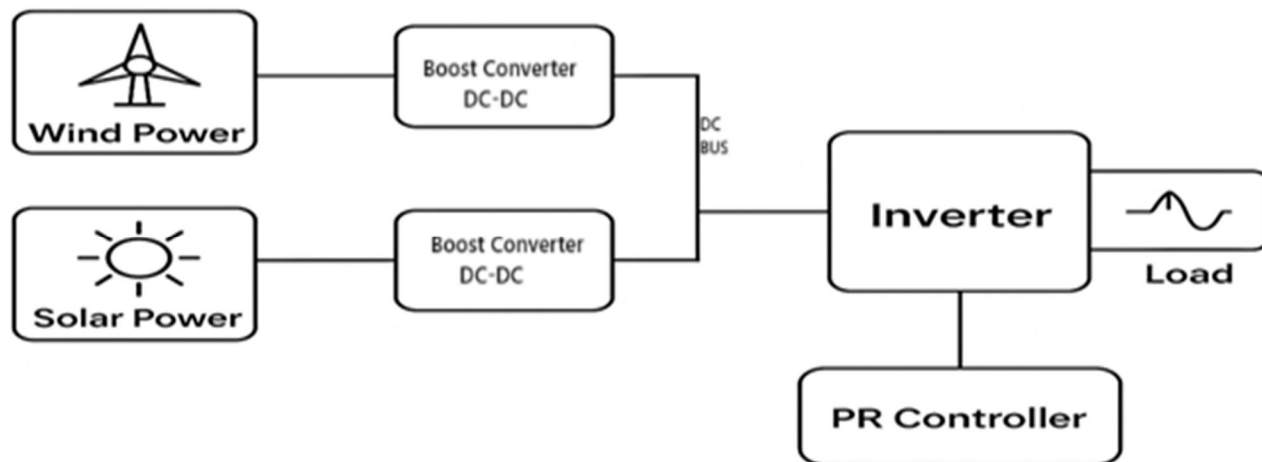 Wind Power
Boost Converter
DC-DC
DC
BUS
Solar Power
Boost Converter
DC-DC
Inverter
Load
PR Controller